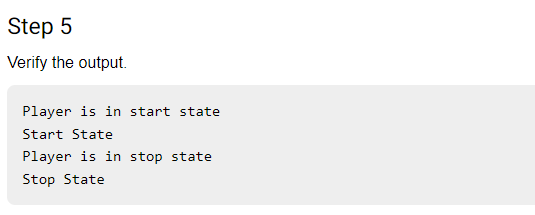 Step 5
Verify the output.
Player is in start state
Start State
Player is in stop state
Stop State